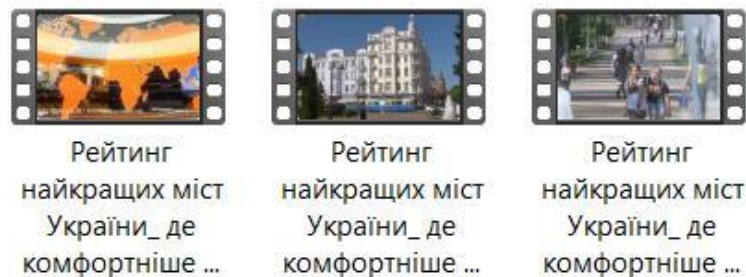 Рейтинг
найкращих міст
України_ де
комфортніше ...
Рейтинг
найкращих міст
України_ де
комфортніше ...
Рейтинг
найкращих міст
України_ де
комфортніше ...